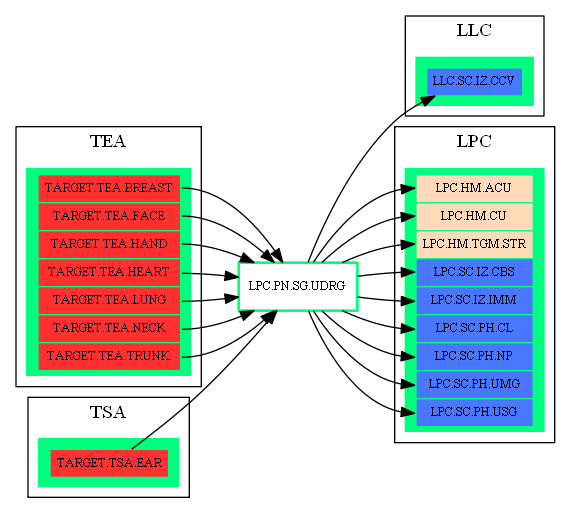 LLC
LLC.SC.IZ.CCV
TEA
TARGET.TEA.BREAST
TARGET.TEA.FACE
TARGET.TEA.HAND
TARGET.TEA.HEART
TARGET.TEA.LUNG
TARGET.TEA.NECK
TARGET.TEA.TRUNK
TSA
TARGET.TSA.EAR
LPC.PN.SG.UDRG
LPC
LPC.HM.ACU
LPC.HM.CU
LPC.HM.TGM.STR
LPC.SC.IZ.CBS
LPC.SC.IZ.IMM
LPC.SC.PH.CL
LPC.SC.PH.NP
LPC.SC.PH.UMG
LPC.SC.PH.USG